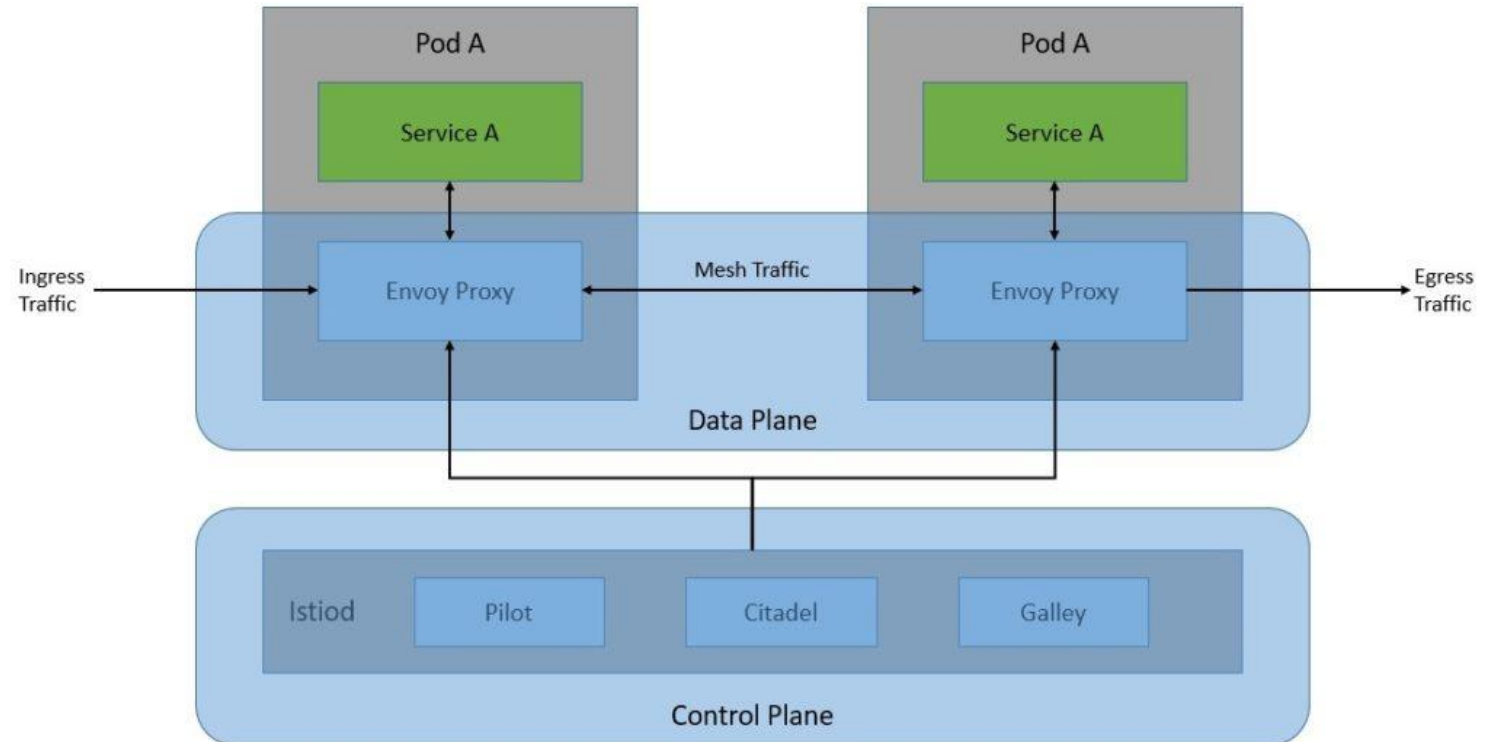 Pod A
Pod A
Service A
Service A
Ingress
Traffic
Envoy Proxy
Mesh Traffic
Envoy Proxy
Egress
Traffic
Data Plane
Istiod
Pilot
Citadel
Galley
Control Plane